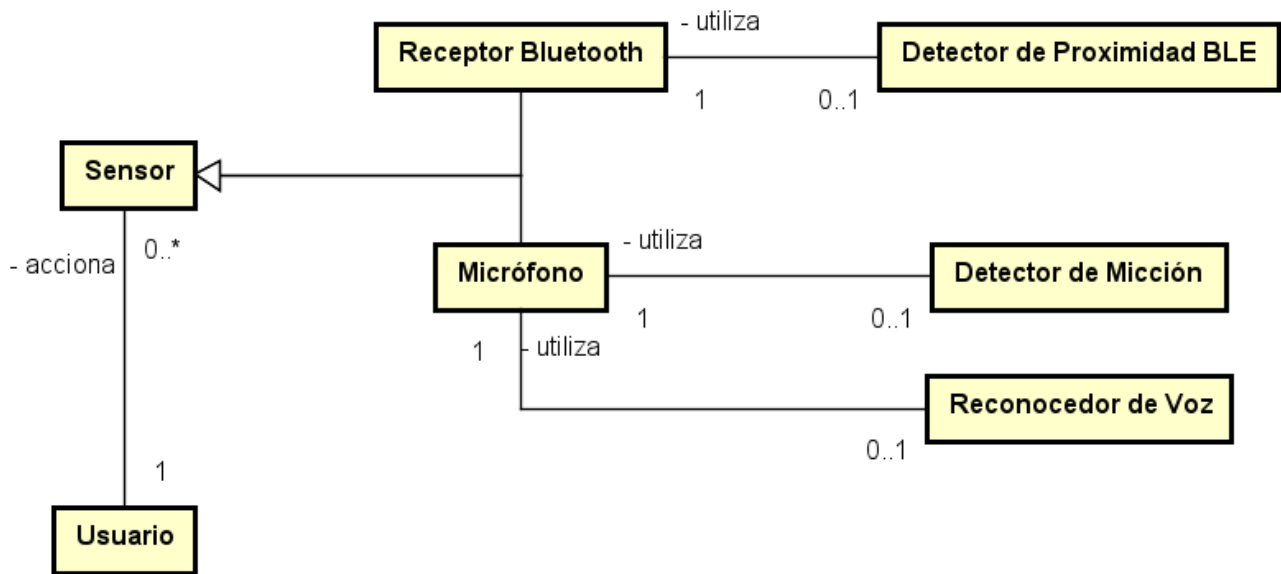 - utiliza
Receptor Bluetooth
Detector de Proximidad BLE
1
0..1
Sensor
0..*
- acciona
- utiliza
Micrófono
Detector de Micción
1
0..1
1
- utiliza
Reconocedor de Voz
0..1
1
Usuario